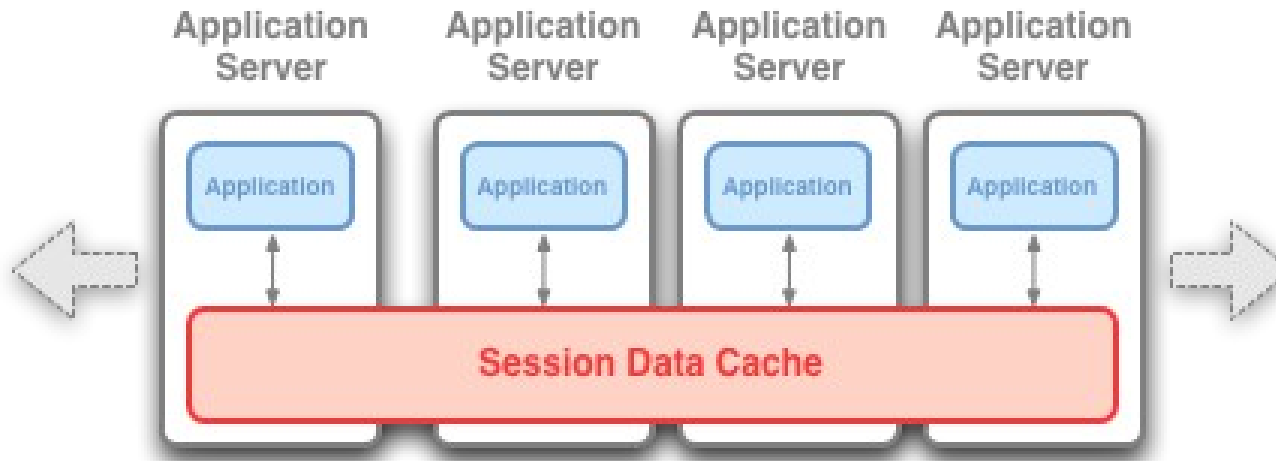 Application
Server
Application
Server
Application
Server
Application
Server
Application
Application
Application
Application
Session Data Cache